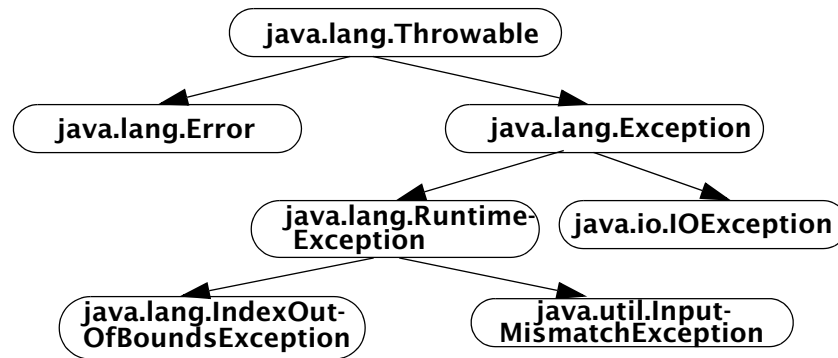 java.lang.Throwable
java.lang.Error
java.lang.Exception
java.lang.Runtime-
Exception
java.io.IOException
java.lang.IndexOut-
OfBoundsException
java.util.Input-
MismatchException